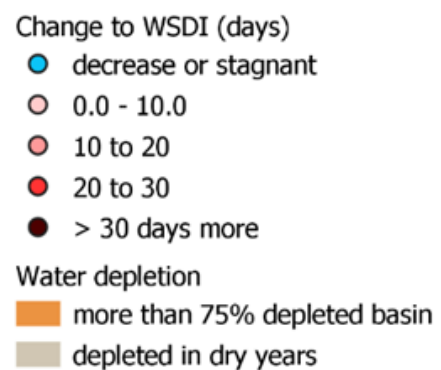 Change to WSDI (days)
decrease or stagnant
0.0 - 10.0
10 to 20
20 to 30
> 30 days more
Water depletion
more than 75% depleted basin
depleted in dry years